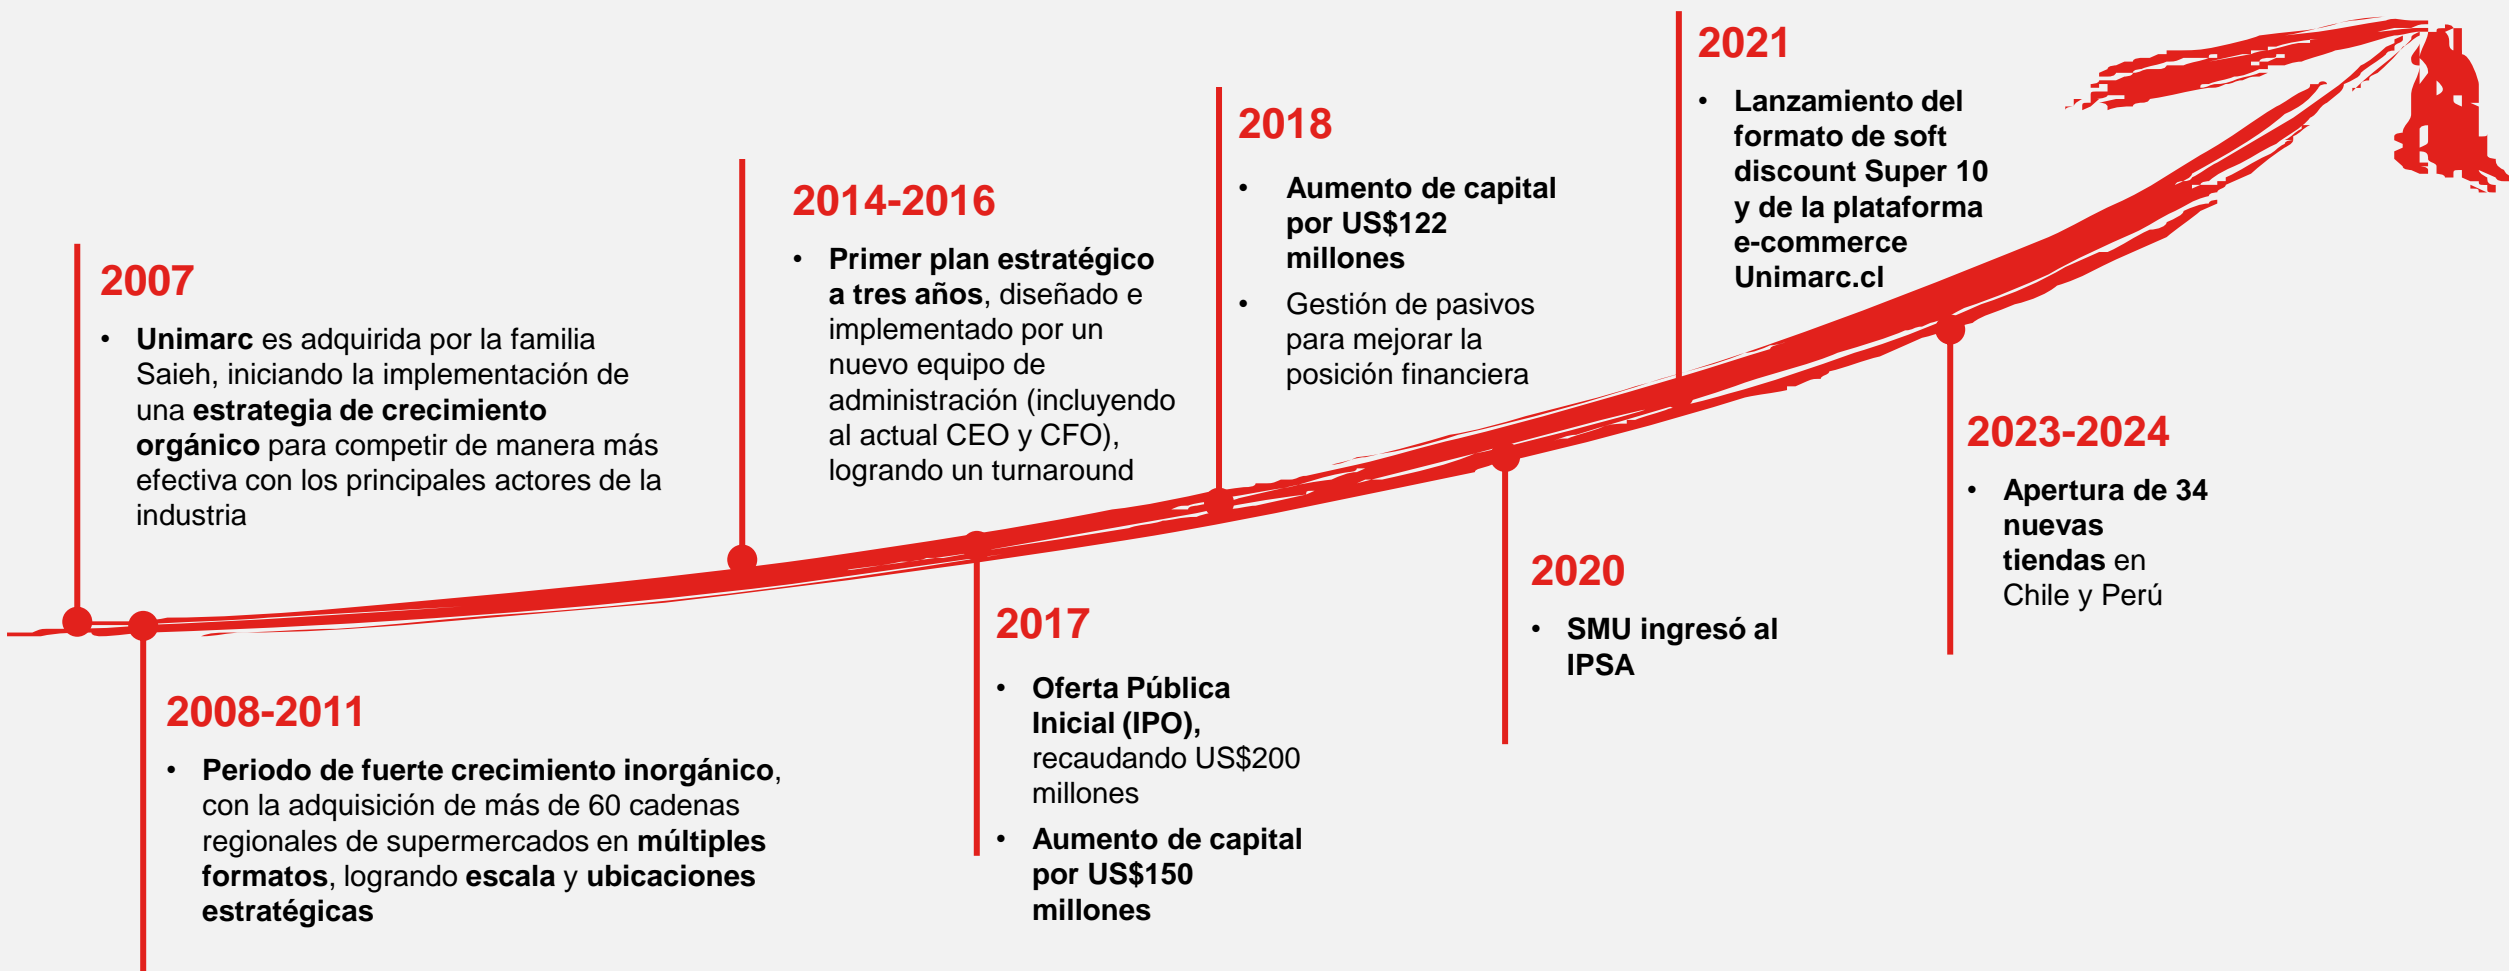 2007
• Unimarc es adquirida por la familia
Saieh, iniciando la implementación de
una estrategia de crecimiento
orgánico para competir de manera más
efectiva con los principales actores de la
industria
2008-2011
• Periodo de fuerte crecimiento inorgánico,
con la adquisición de más de 60 cadenas
regionales de supermercados en múltiples
formatos, logrando escala y ubicaciones
estratégicas
2014-2016
• Primer plan estratégico
a tres años, diseñado e
implementado por un
nuevo equipo de
administración (incluyendo
al actual CEO y CFO),
logrando un turnaround
2017
• Oferta Pública
Inicial (IPO),
recaudando US$200
millones
• Aumento de capital
por US$150
millones
2018
• Aumento de capital
por US$122
millones
• Gestión de pasivos
para mejorar la
posición financiera
2020
• SMU ingresó al
IPSA
2021
• Lanzamiento del
formato de soft
discount Super 10
y de la plataforma
e-commerce
Unimarc.cl
2023-2024
• Apertura de 34
nuevas
tiendas en
Chile y Perú